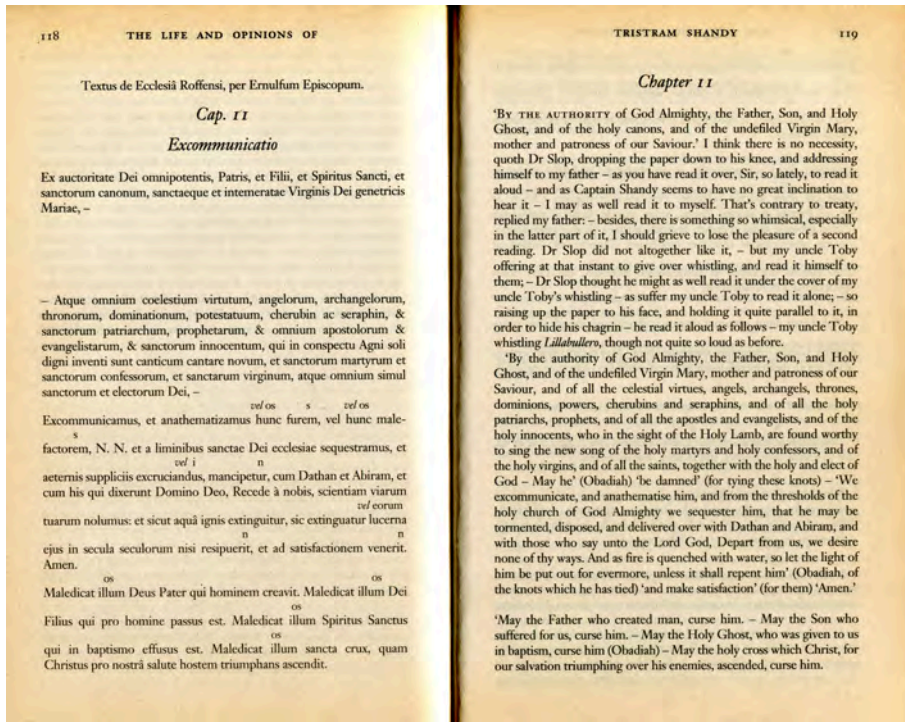 118 THE LIFE AND OPINIONS OF
Textus de Ecclesiâ Roffensi, per Ernulfum Episcopum.
Cap. 11
Excommunicatio
Ex auctoritate Dei omnipotentis, Patris, et Filii, et Spiritus Sancti, et
sanctorum canonum, sanctaeque et intemeratae Virginis Dei genetricis
Mariae, –
– Atque omnium coelestium virtutum, angelorum, archangelorum,
thronorum, dominationum, potestatuum, cherubin ac seraphin, &
sanctorum patriarchum, prophetarum, & omnium apostolorum &
evangelistarum, & sanctorum innocentum, qui in conspectu Agni soli
digni inventi sunt canticum cantare novum, et sanctorum martyrum et
sanctorum confessorum, et sanctarum virginum, atque omnium simul
sanctorum et electorum Dei, –
vel os s vel os
Excommunicamus, et anathematizamus hunc furem, vel hunc male-
s
factorem, N. N. et a liminibus sanctae Dei ecclesiae sequestramus, et
vel i n
aeternis suppliciis excruciandus, mancipetur, cum Dathan et Abiram, et
cum his qui dixerunt Domino Deo, Recede à nobis, scientiam viarum
vel eorum
tuarum nolumus: et sicut aquâ ignis extinguitur, sic extinguatur lucerna
n n
ejus in secula seculorum nisi resipuerit, et ad satisfactionem venerit.
Amen.
os os
Maledicat illum Deus Pater qui hominem creavit. Maledicat illum Dei
os
Filius qui pro homine passus est. Maledicat illum Spiritus Sanctus
os
qui in baptismo effusus est. Maledicat illum sancta crux, quam
Christus pro nostrâ salute hostem triumphans ascendit.
TRISTRAM SHANDY 119
Chapter 11
‘BY THE AUTHORITY of God Almighty, the Father, Son, and Holy
Ghost, and of the holy canons, and of the undefiled Virgin Mary,
mother and patroness of our Saviour.’ I think there is no necessity,
quoth Dr Slop, dropping the paper down to his knee, and addressing
himself to my father – as you have read it over, Sir, so lately, to read it
aloud – and as Captain Shandy seems to have no great inclination to
hear it – I may as well read it to myself. That’s contrary to treaty,
replied my father: – besides, there is something so whimsical, especially
in the latter part of it, I should grieve to lose the pleasure of a second
reading. Dr Slop did not altogether like it, – but my uncle Toby
offering at that instant to give over whistling, and read it himself to
them; – Dr Slop thought he might as well read it under the cover of my
uncle Toby’s whistling – as suffer my uncle Toby to read it alone; – so
raising up the paper to his face, and holding it quite parallel to it, in
order to hide his chagrin – he read it aloud as follows – my uncle Toby
whistling Lillabullero, though not quite so loud as before.
‘By the authority of God Almighty, the Father, Son, and Holy
Ghost, and of the undefiled Virgin Mary, mother and patroness of our
Saviour, and of all the celestial virtues, angels, archangels, thrones,
dominions, powers, cherubins and seraphins, and of all the holy
patriarchs, prophets, and of all the apostles and evangelists, and of the
holy innocents, who in the sight of the Holy Lamb, are found worthy
to sing the new song of the holy martyrs and holy confessors, and of
the holy virgins, and of all the saints, together with the holy and elect of
God – May he’ (Obadiah) ‘be damned’ (for tying these knots) – ‘We
excommunicate, and anathematise him, and from the thresholds of the
holy church of God Almighty we sequester him, that he may be
tormented, disposed, and delivered over with Dathan and Abiram, and
with those who say unto the Lord God, Depart from us, we desire
none of thy ways. And as fire is quenched with water, so let the light of
him be put out for evermore, unless it shall repent him’ (Obadiah, of
the knots which he has tied) ‘and make satisfaction’ (for them) ‘Amen.’
‘May the Father who created man, curse him. – May the Son who
suffered for us, curse him. – May the Holy Ghost, who was given to us
in baptism, curse him (Obadiah) – May the holy cross which Christ, for
our salvation triumphing over his enemies, ascended, curse him.